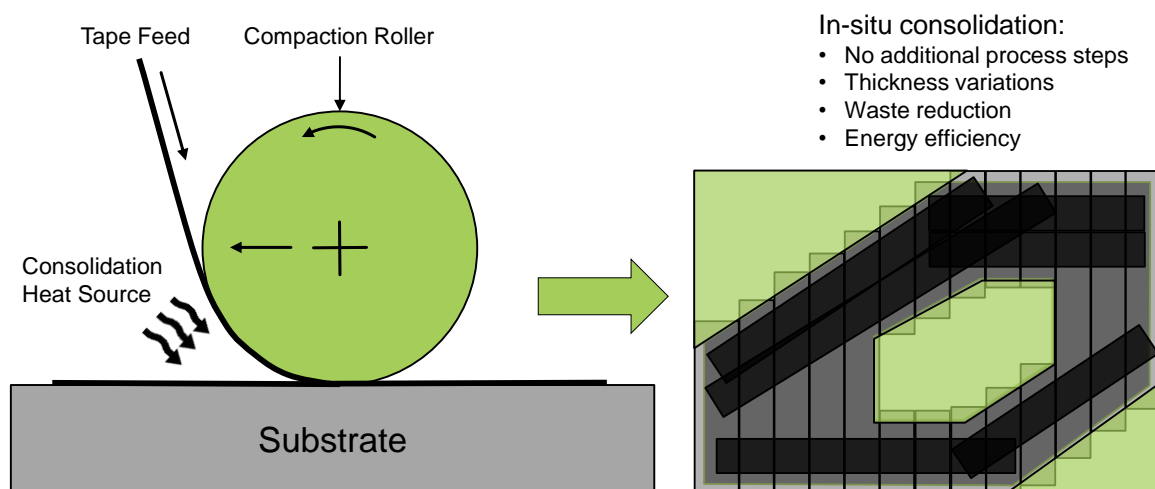 Tape Feed
Compaction Roller
Consolidation
Heat Source
Substrate
In-situ consolidation:
• No additional process steps
• Thickness variations
• Waste reduction
• Energy efficiency